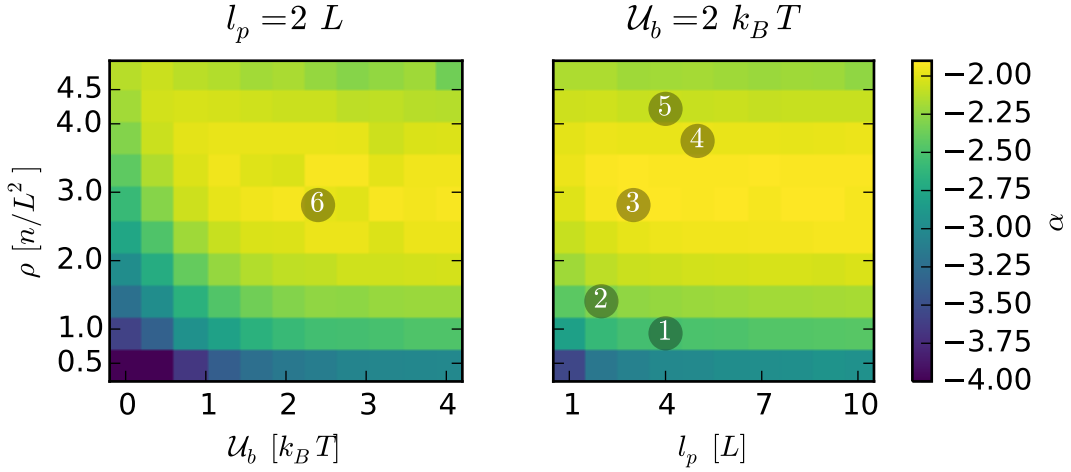 l_p = 2 L
U_b = 2 k_B T
ρ [n/L²]
4.5
4.0
3.0
2.0
1.0
0.5
6
0 1 2 3 4
U_b [k_B T]
5
4
3
2
1
1 4 7 10
l_p [L]
−2.00
−2.25
−2.50
−2.75
−3.00
−3.25
−3.50
−3.75
−4.00
α